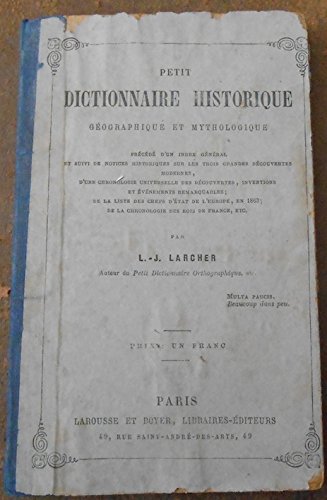 PETIT
DICTIONNAIRE HISTORIQUE
GÉOGRAPHIQUE ET MYTHOLOGIQUE
PRÉCÉDÉ D'UN INDEX GÉNÉRAL
ET SUIVI DE NOTICES HISTORIQUES SUR LES TROIS GRANDES DÉCOUVERTES
MODERNES,
D'UNE CHRONOLOGIE UNIVERSELLE DES DÉCOUVERTES, INVENTIONS
ET ÉVÉNEMENTS REMARQUABLES;
DE LA LISTE DES CHEFS D'ÉTAT DE L'EUROPE, EN 1863;
DE LA CHRONOLOGIE DES ROIS DE FRANCE, ETC.
PAR
L.-J. LARCHER
Auteur du Petit Dictionnaire Orthographique, etc.
MULTA PAUCIS.
Beaucoup dans peu.
PRIX: UN FRANC
PARIS
LAROUSSE ET BOYER, LIBRAIRES-ÉDITEURS
49, RUE SAINT-ANDRÉ-DES-ARTS, 49